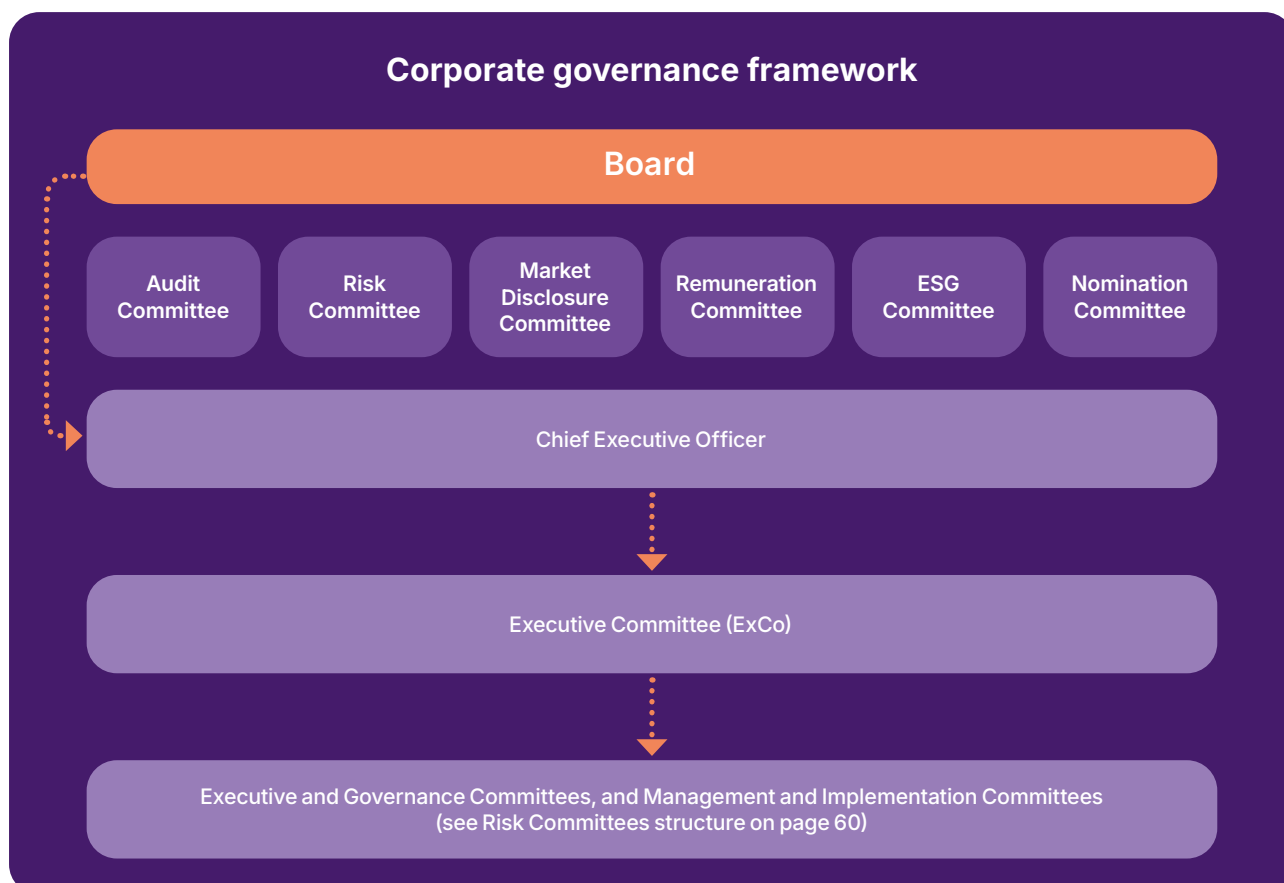 Corporate governance framework
Board
Audit
Committee
Risk
Committee
Market
Disclosure
Committee
Remuneration
Committee
ESG
Committee
Nomination
Committee
Chief Executive Officer
Executive Committee (ExCo)
Executive and Governance Committees, and Management and Implementation Committees
(see Risk Committees structure on page 60)